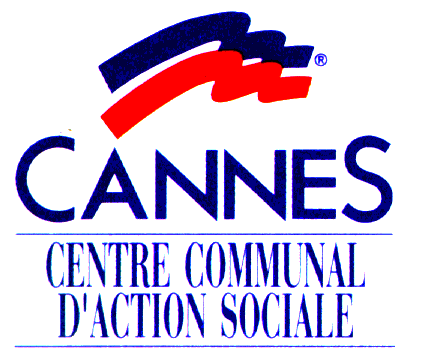 ®
CANNES
CENTRE COMMUNAL
D'ACTION SOCIALE